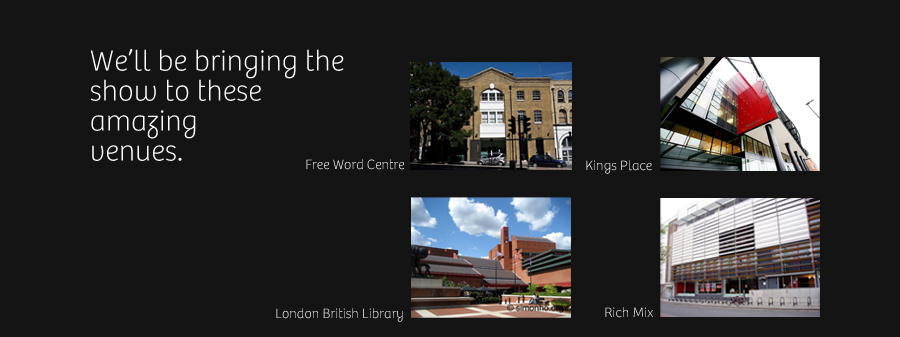 We'll be bringing the
show to these
amazing
venues.
Free Word Centre
Kings Place
London British Library
Rich Mix